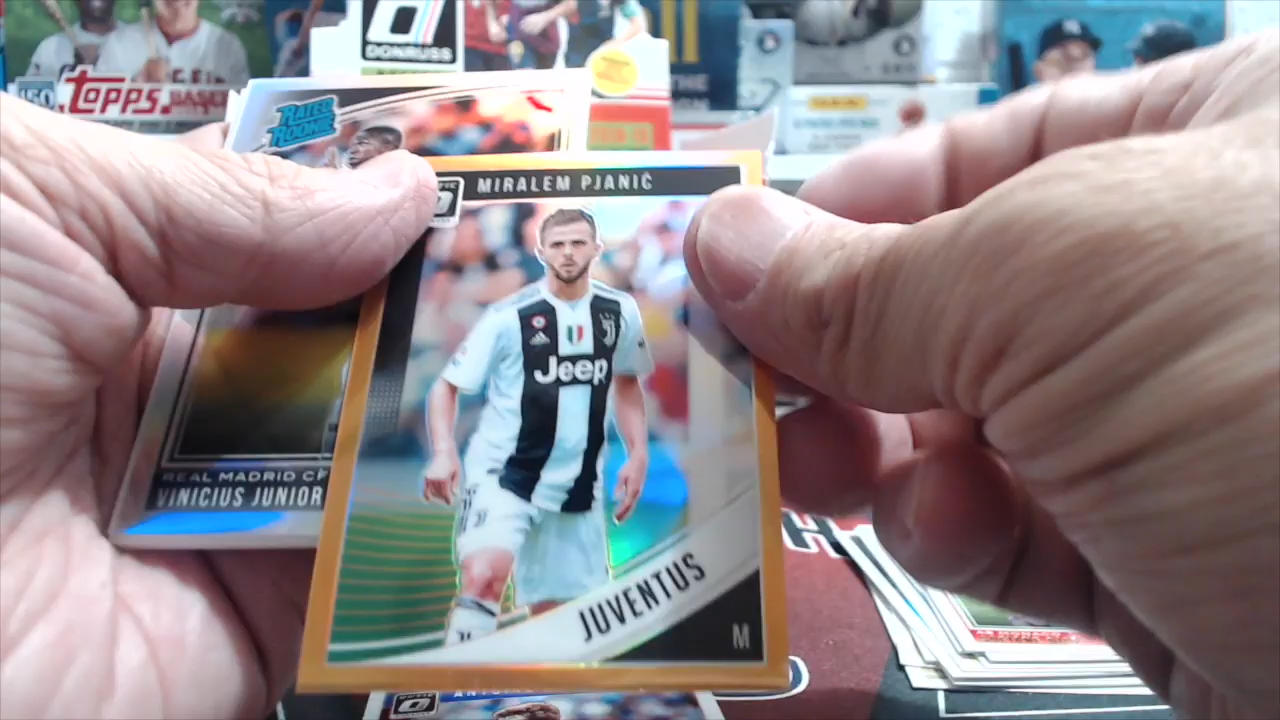 DONRUSS
150
TOPPS
RATED
ROOKIE
MIRALEM PJANIĆ
Jeep
REAL MADRID CF
VINICIUS JUNIOR
JUVENTUS
M